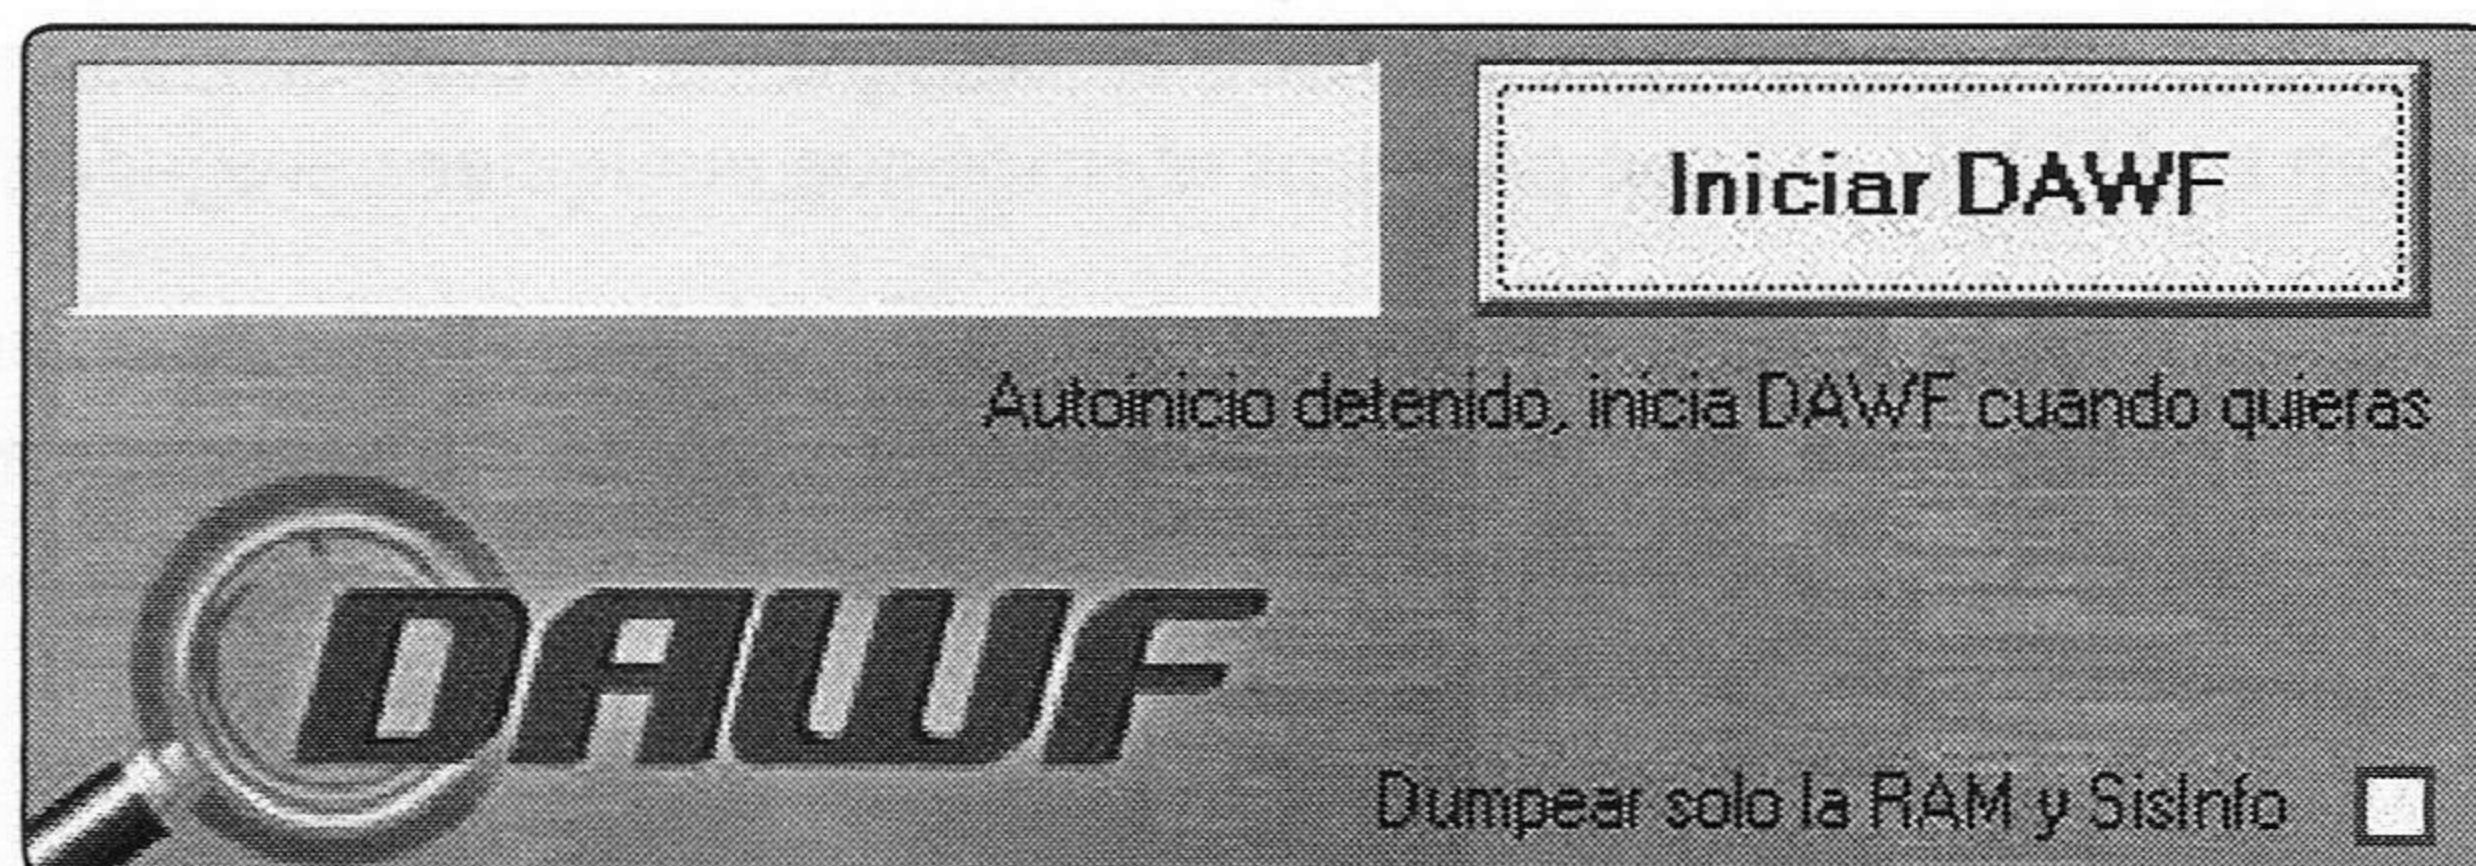 Iniciar DAWF
Autoinicio detenido, inicia DAWF cuando quieras
DAWF
Dumpear solo la RAM y SisInfo